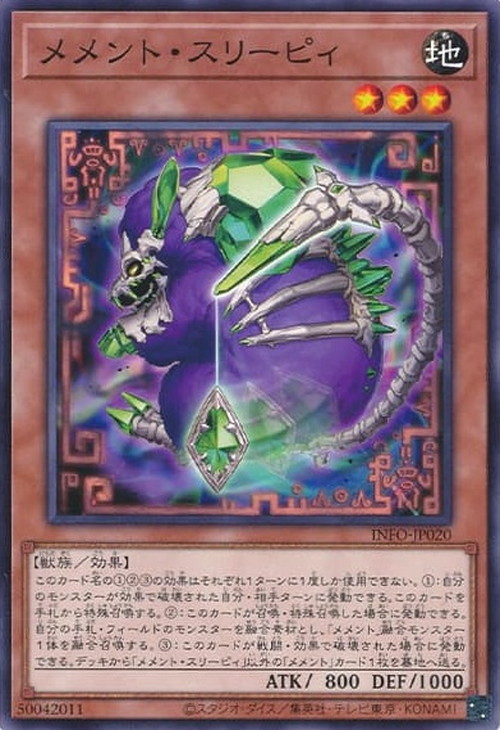 メメント・スリーピィ
地
INFO-JP020
【獣族／効果】
このカード名の①②③の効果はそれぞれ1ターンに1度しか使用できない。①：自分
のモンスターが効果で破壊された自分・相手ターンに発動できる。このカードを
手札から特殊召喚する。②：このカードが召喚・特殊召喚した場合に発動できる。
自分の手札・フィールドのモンスターを融合素材とし、「メメント」融合モンスター
1体を融合召喚する。③：このカードが戦闘・効果で破壊された場合に発動
できる。デッキから「メメント・スリーピィ」以外の「メメント」カード1枚を墓地へ送る。
ATK/ 800 DEF/1000
50042011 ©スタジオ・ダイス／集英社・テレビ東京・KONAMI